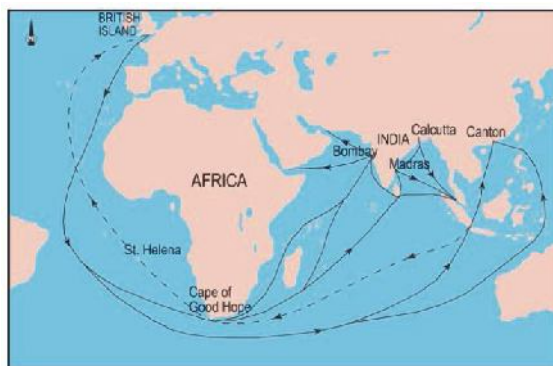 BRITISH
ISLAND
INDIA
Calcutta
Canton
Bombay
Madras
AFRICA
St. Helena
Cape of
Good Hope